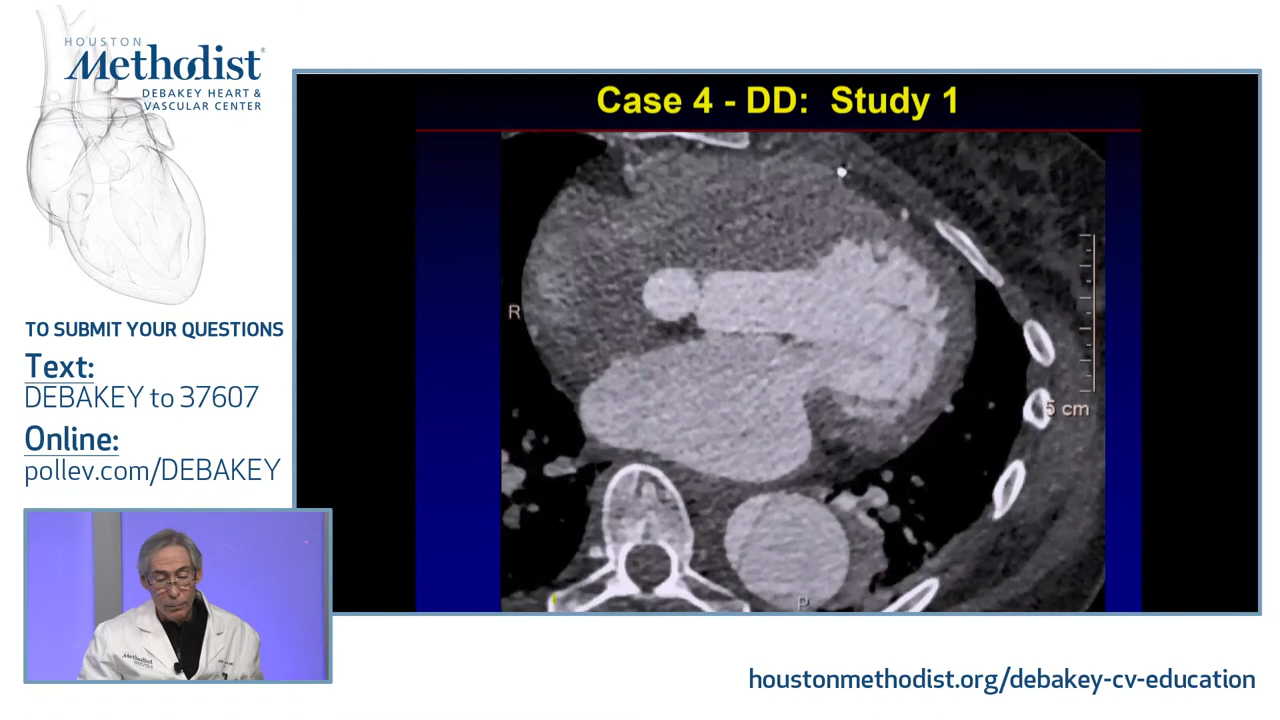 HOUSTON
Methodist®
DEBAKEY HEART &
VASCULAR CENTER
TO SUBMIT YOUR QUESTIONS
Text:
DEBAKEY to 37607
Online:
pollev.com/DEBAKEY
Case 4 - DD: Study 1
R
5 cm
P
Methodist
houstonmethodist.org/debakey-cv-education